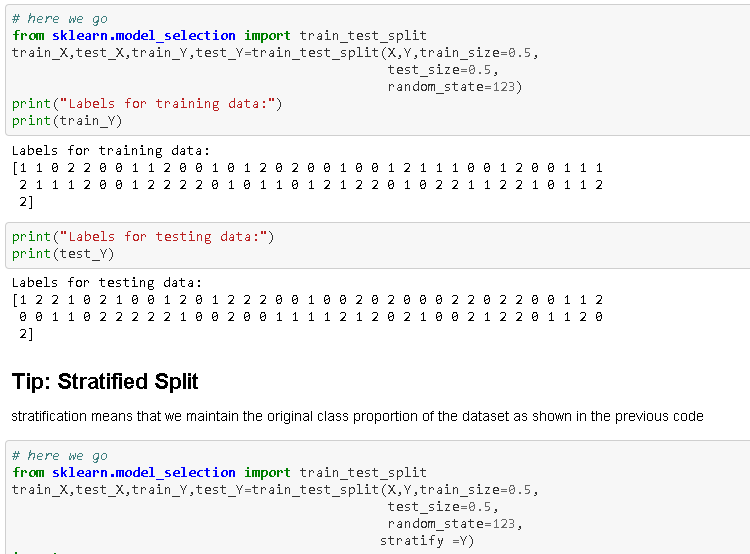 # here we go
from sklearn.model_selection import train_test_split
train_X,test_X,train_Y,test_Y=train_test_split(X,Y,train_size=0.5,
test_size=0.5,
random_state=123)
print("Labels for training data:")
print(train_Y)
Labels for training data:
[1 1 0 2 2 0 0 1 1 2 0 0 1 0 1 2 0 2 0 0 1 0 0 1 2 1 1 1 0 0 1 2 0 0 1 1 1
2 1 1 1 2 0 0 1 2 2 2 2 0 1 0 1 1 0 1 2 1 2 2 0 1 0 2 2 1 1 2 2 1 0 1 1 2
2]
print("Labels for testing data:")
print(test_Y)
Labels for testing data:
[1 2 2 1 0 2 1 0 0 1 2 0 1 2 2 2 0 0 1 0 0 2 0 2 0 0 0 2 2 0 2 2 0 0 1 1 2
0 0 1 1 0 2 2 2 2 2 1 0 0 2 0 0 1 1 1 1 2 1 2 0 2 1 0 0 2 1 2 2 0 1 1 2 0
2]
Tip: Stratified Split
stratification means that we maintain the original class proportion of the dataset as shown in the previous code
# here we go
from sklearn.model_selection import train_test_split
train_X,test_X,train_Y,test_Y=train_test_split(X,Y,train_size=0.5,
test_size=0.5,
random_state=123,
stratify =Y)